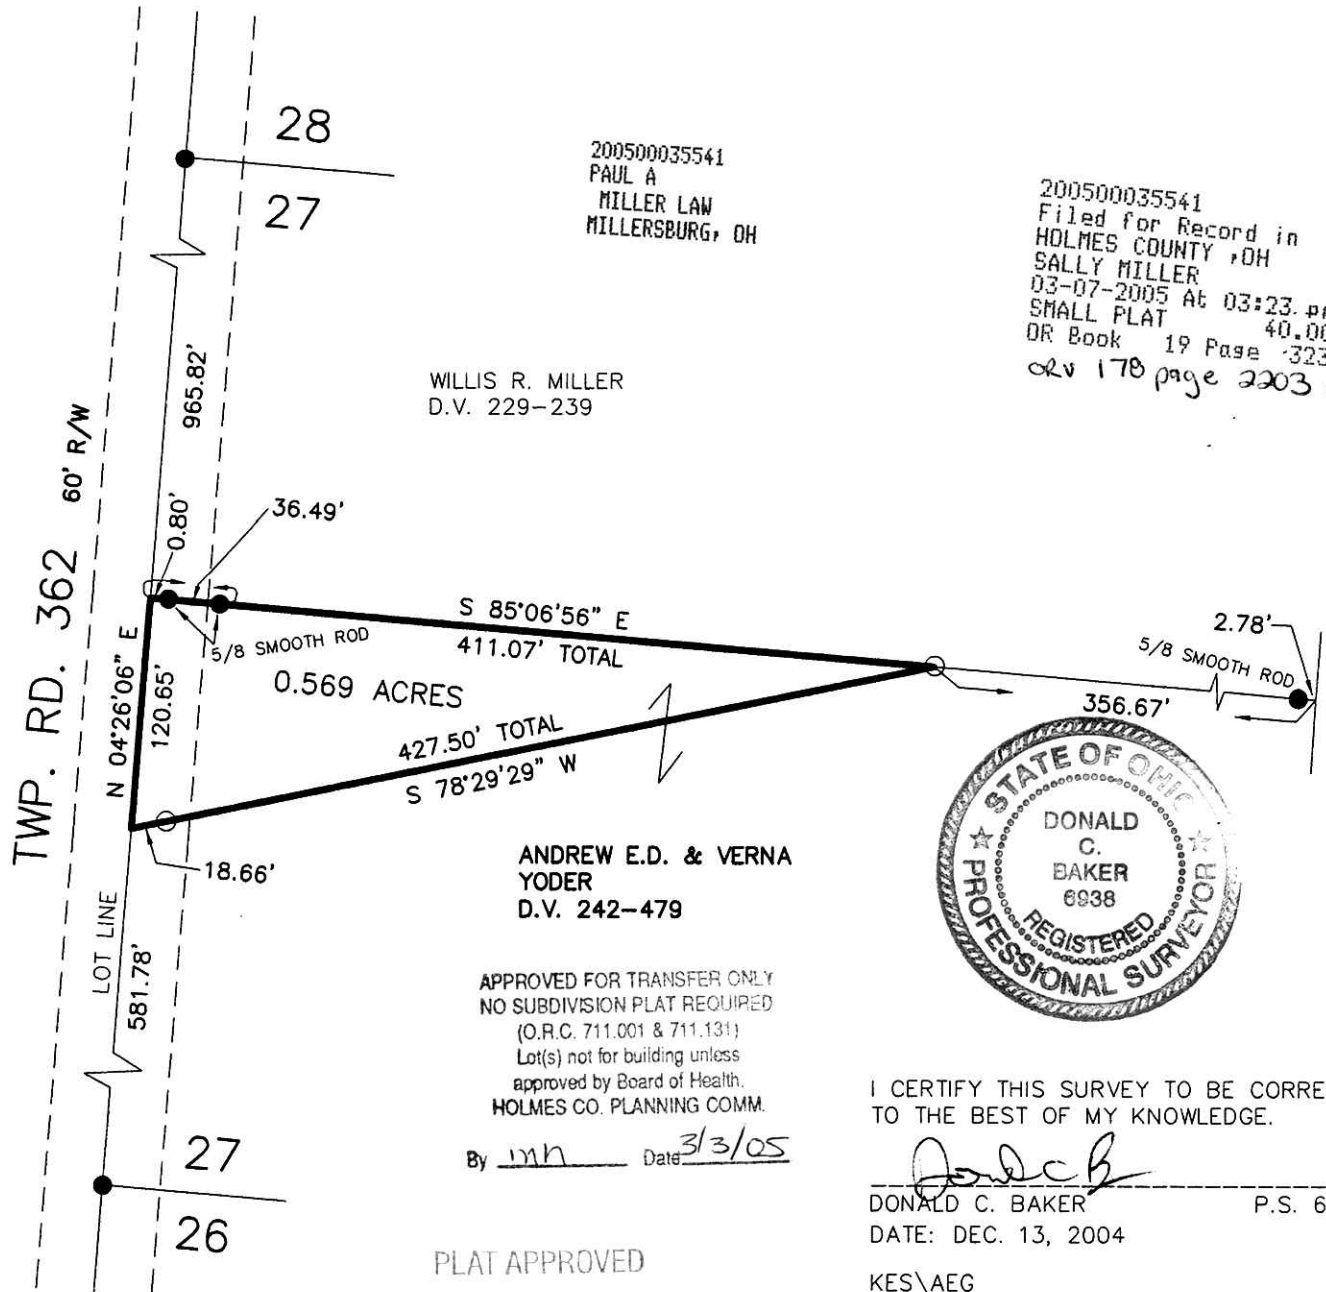 28
27
200500035541
PAUL A
MILLER LAW
MILLERSBURG, OH
200500035541
Filed for Record in
HOLMES COUNTY ,OH
SALLY MILLER
03-07-2005 At 03:23 pm
SMALL PLAT 40.00
OR Book 19 Page 323
ORV 178 page 2203
WILLIS R. MILLER
D.V. 229-239
965.82'
60' R/W
TWP. RD. 362
0.80'
36.49'
5/8 SMOOTH ROD
S 85°06'56" E
411.07' TOTAL
0.569 ACRES
N 04°26'06" E
120.65'
427.50' TOTAL
S 78°29'29" W
2.78'
5/8 SMOOTH ROD
356.67'
18.66'
LOT LINE
581.78'
ANDREW E.D. & VERNA
YODER
D.V. 242-479
STATE OF OHIO
DONALD
C.
BAKER
6938
REGISTERED
PROFESSIONAL SURVEYOR
APPROVED FOR TRANSFER ONLY
NO SUBDIVISION PLAT REQUIRED
(O.R.C. 711.001 & 711.131)
Lot(s) not for building unless
approved by Board of Health.
HOLMES CO. PLANNING COMM.
By mh Date 3/3/05
I CERTIFY THIS SURVEY TO BE CORRE
TO THE BEST OF MY KNOWLEDGE.
Donald C B
DONALD C. BAKER P.S. 6
DATE: DEC. 13, 2004
KES\AEG
27
26
PLAT APPROVED